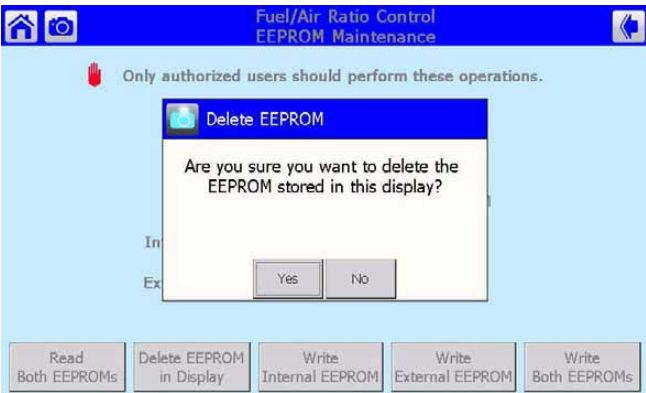 Fuel/Air Ratio Control
EEPROM Maintenance
Only authorized users should perform these operations.
Delete EEPROM
Are you sure you want to delete the
EEPROM stored in this display?
Yes
No
Read
Both EEPROMs
Delete EEPROM
in Display
Write
Internal EEPROM
Write
External EEPROM
Write
Both EEPROMs